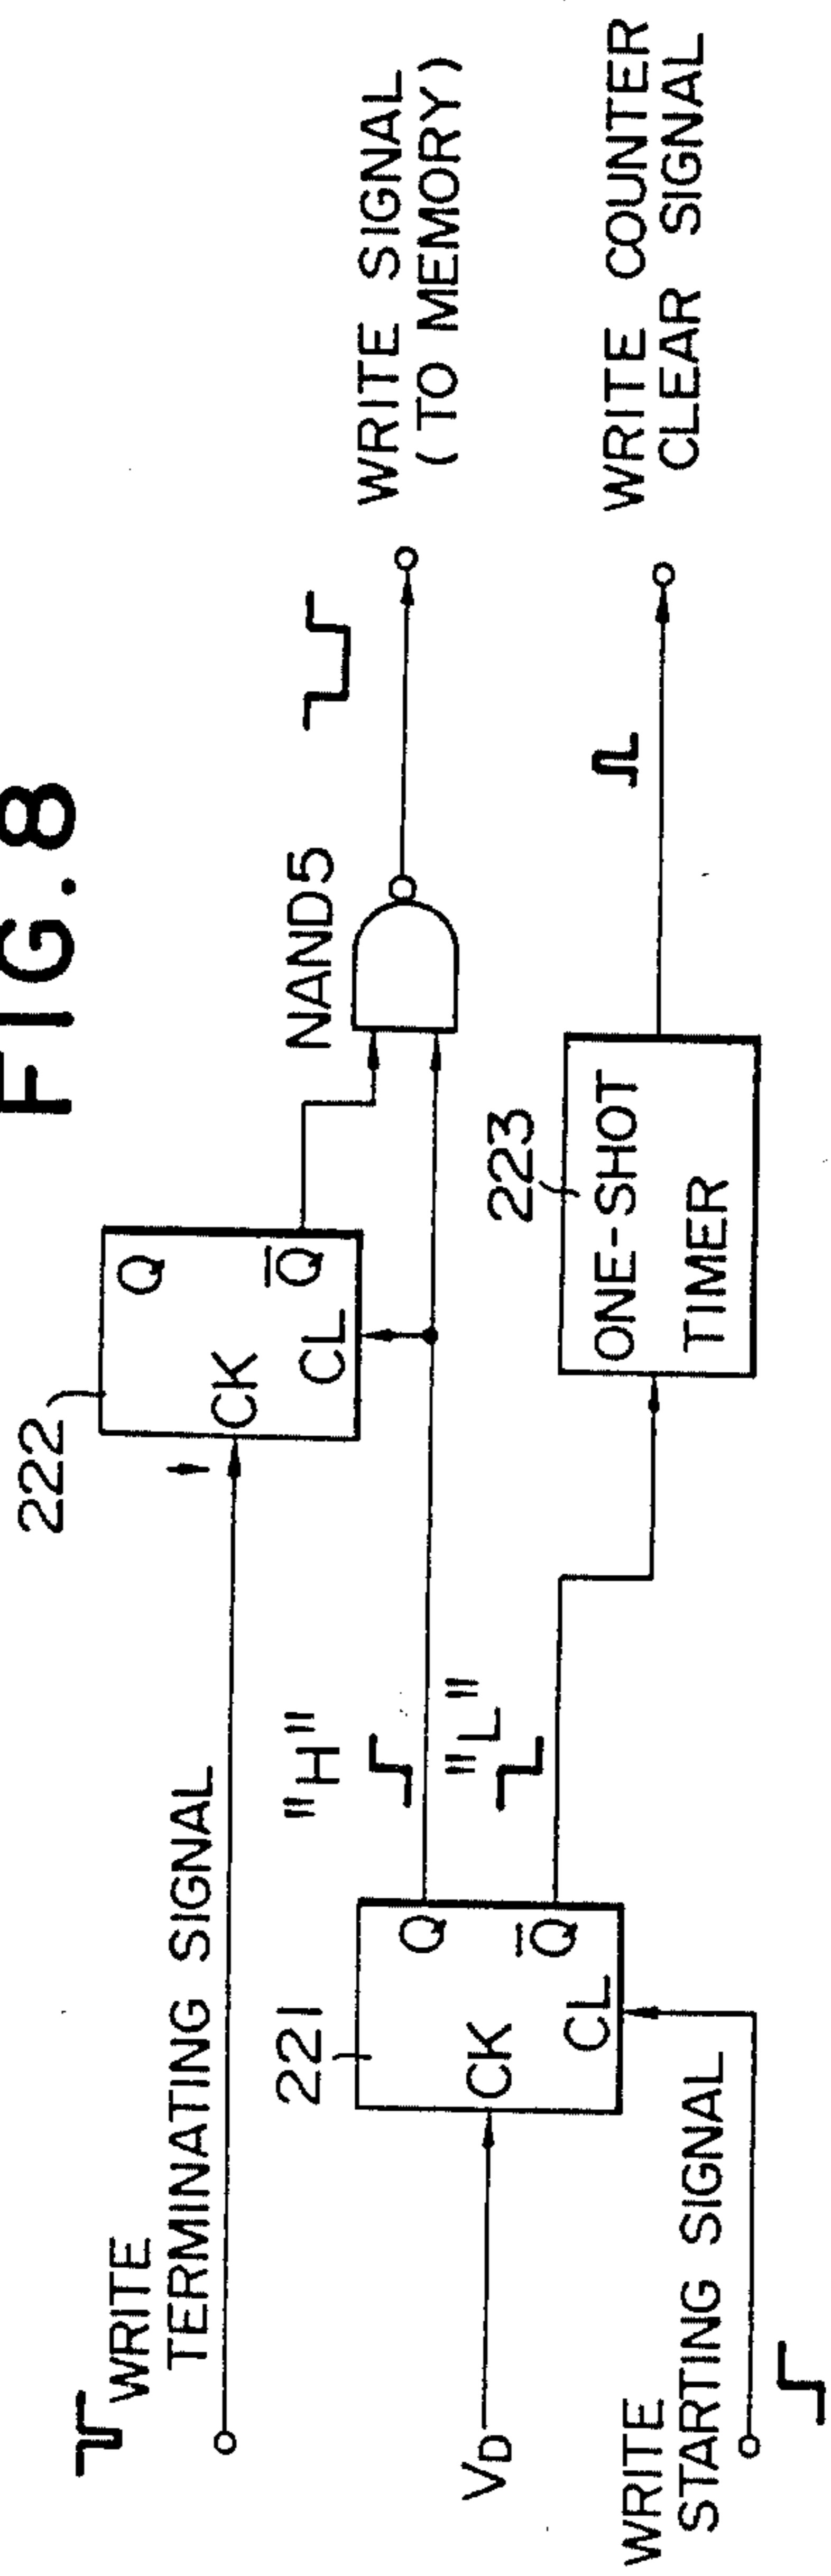 FIG.8
WRITE
TERMINATING SIGNAL
222
CK
Q
Q̅
CL
NAND5
WRITE SIGNAL
(TO MEMORY)
"H"
"L"
221
VD
CK
Q
Q̅
CL
223
ONE-SHOT
TIMER
WRITE COUNTER
CLEAR SIGNAL
WRITE
STARTING SIGNAL